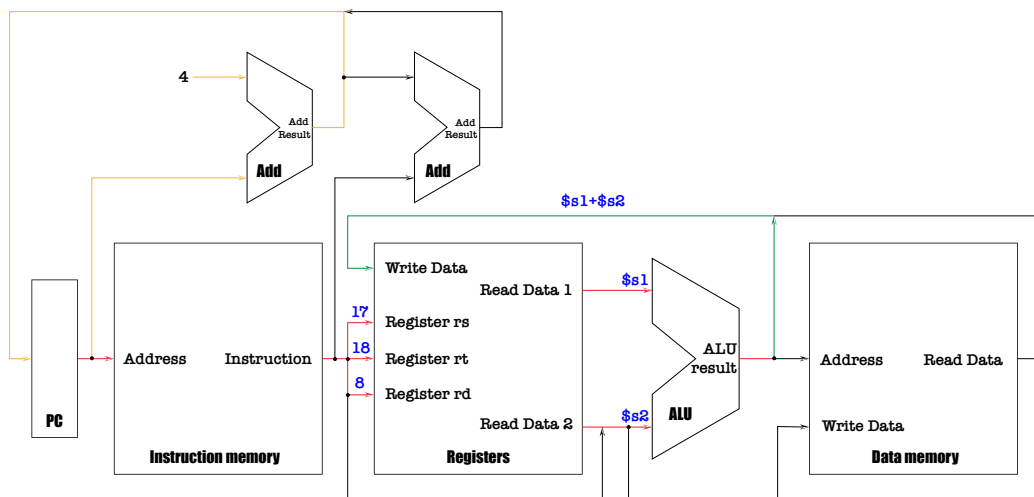 4
Add
Result
Add
Add
Result
Add
$s1+$s2
Write Data
Read Data 1
$s1
17
Register rs
18
Register rt
8
Register rd
Read Data 2
$s2
Address
Instruction
ALU
result
ALU
Address
Read Data
Write Data
PC
Instruction memory
Registers
Data memory